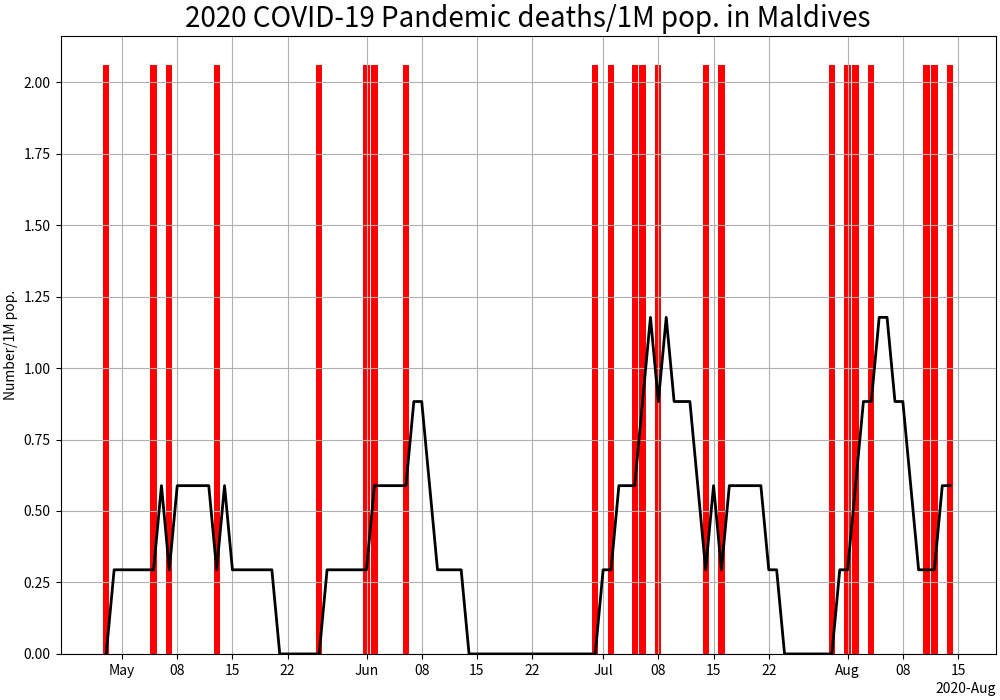 2020 COVID-19 Pandemic deaths/1M pop. in Maldives
Number/1M pop.
2.00
1.75
1.50
1.25
1.00
0.75
0.50
0.25
0.00
May 08 15 22 Jun 08 15 22 Jul 08 15 22 Aug 08 15
2020-Aug